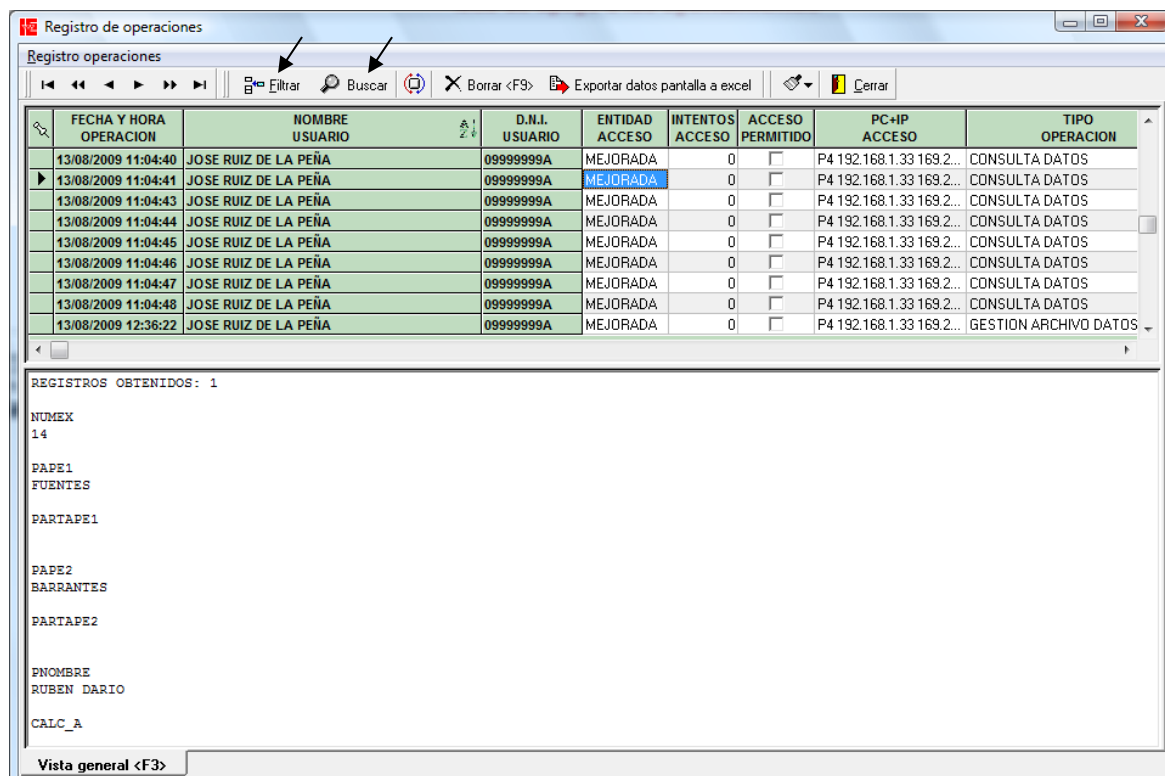 Registro de operaciones
Registro operaciones
Filtrar Buscar Borrar <F9> Exportar datos pantalla a excel Cerrar
FECHA Y HORA OPERACION NOMBRE USUARIO D.N.I. USUARIO ENTIDAD ACCESO INTENTOS ACCESO ACCESO PERMITIDO PC+IP ACCESO TIPO OPERACION
13/08/2009 11:04:40 JOSE RUIZ DE LA PEÑA 09999999A MEJORADA 0 P4 192.168.1.33 169.2... CONSULTA DATOS
13/08/2009 11:04:41 JOSE RUIZ DE LA PEÑA 09999999A MEJORADA 0 P4 192.168.1.33 169.2... CONSULTA DATOS
13/08/2009 11:04:43 JOSE RUIZ DE LA PEÑA 09999999A MEJORADA 0 P4 192.168.1.33 169.2... CONSULTA DATOS
13/08/2009 11:04:44 JOSE RUIZ DE LA PEÑA 09999999A MEJORADA 0 P4 192.168.1.33 169.2... CONSULTA DATOS
13/08/2009 11:04:45 JOSE RUIZ DE LA PEÑA 09999999A MEJORADA 0 P4 192.168.1.33 169.2... CONSULTA DATOS
13/08/2009 11:04:46 JOSE RUIZ DE LA PEÑA 09999999A MEJORADA 0 P4 192.168.1.33 169.2... CONSULTA DATOS
13/08/2009 11:04:47 JOSE RUIZ DE LA PEÑA 09999999A MEJORADA 0 P4 192.168.1.33 169.2... CONSULTA DATOS
13/08/2009 11:04:48 JOSE RUIZ DE LA PEÑA 09999999A MEJORADA 0 P4 192.168.1.33 169.2... CONSULTA DATOS
13/08/2009 12:36:22 JOSE RUIZ DE LA PEÑA 09999999A MEJORADA 0 P4 192.168.1.33 169.2... GESTION ARCHIVO DATOS
REGISTROS OBTENIDOS: 1
NUMEX
14
PAPE1
FUENTES
PARTAPE1
PAPE2
BARRANTES
PARTAPE2
PNOMBRE
RUBEN DARIO
CALC_A
Vista general <F3>